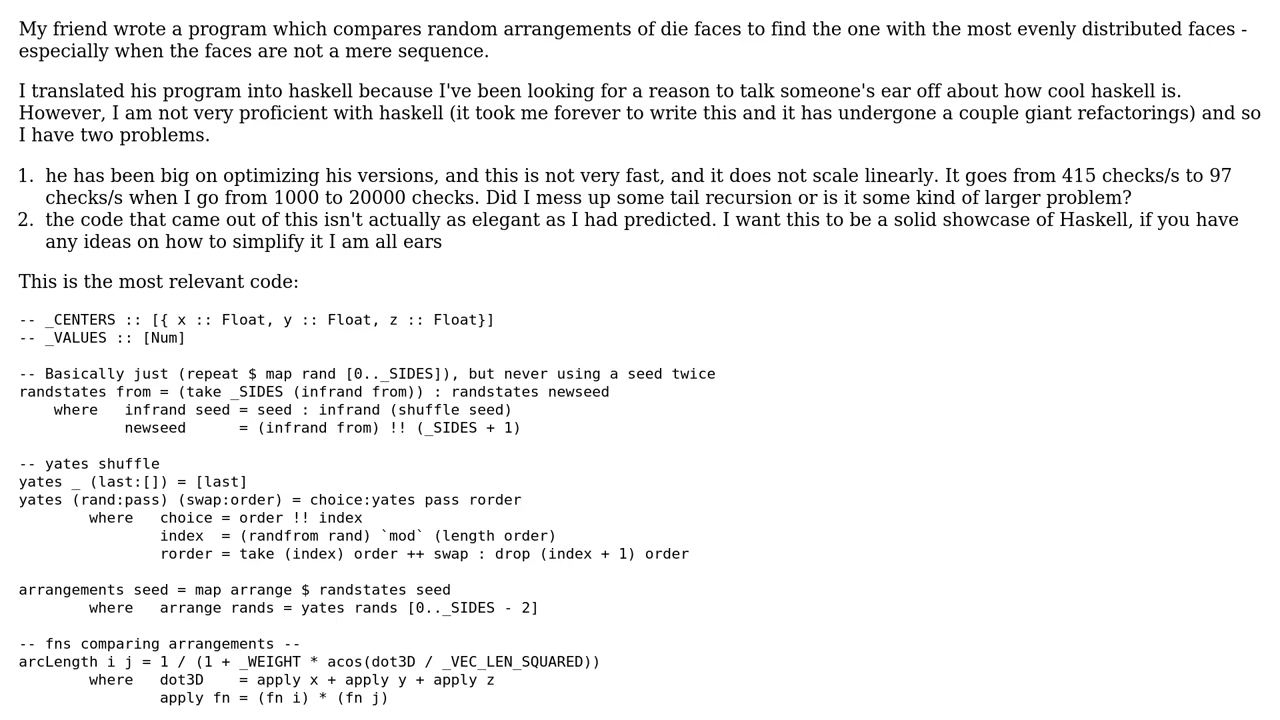 My friend wrote a program which compares random arrangements of die faces to find the one with the most evenly distributed faces -
especially when the faces are not a mere sequence.
I translated his program into haskell because I've been looking for a reason to talk someone's ear off about how cool haskell is.
However, I am not very proficient with haskell (it took me forever to write this and it has undergone a couple giant refactorings) and so
I have two problems.
1. he has been big on optimizing his versions, and this is not very fast, and it does not scale linearly. It goes from 415 checks/s to 97
checks/s when I go from 1000 to 20000 checks. Did I mess up some tail recursion or is it some kind of larger problem?
2. the code that came out of this isn't actually as elegant as I had predicted. I want this to be a solid showcase of Haskell, if you have
any ideas on how to simplify it I am all ears
This is the most relevant code:
-- _CENTERS :: [{ x :: Float, y :: Float, z :: Float}]
-- _VALUES :: [Num]
-- Basically just (repeat $ map rand [0.._SIDES]), but never using a seed twice
randstates from = (take _SIDES (infrand from)) : randstates newseed
    where   infrand seed = seed : infrand (shuffle seed)
            newseed      = (infrand from) !! (_SIDES + 1)
-- yates shuffle
yates _ (last:[]) = [last]
yates (rand:pass) (swap:order) = choice:yates pass rorder
        where   choice = order !! index
                index  = (randfrom rand) `mod` (length order)
                rorder = take (index) order ++ swap : drop (index + 1) order
arrangements seed = map arrange $ randstates seed
        where   arrange rands = yates rands [0.._SIDES - 2]
-- fns comparing arrangements --
arcLength i j = 1 / (1 + _WEIGHT * acos(dot3D / _VEC_LEN_SQUARED))
        where   dot3D    = apply x + apply y + apply z
                apply fn = (fn i) * (fn j)